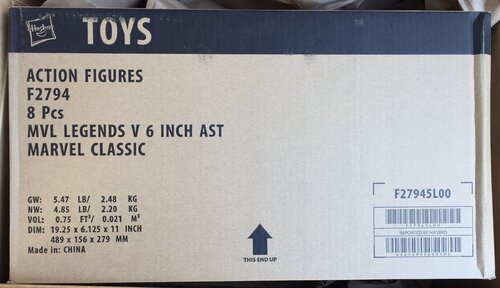 Hasbro
TOYS
ACTION FIGURES
F2794
8 Pcs
MVL LEGENDS V 6 INCH AST
MARVEL CLASSIC
GW: 5.47 LB/ 2.48 KG
NW: 4.85 LB/ 2.20 KG
VOL: 0.75 FT³/ 0.021 M³
DIM: 19.25 x 6.125 x 11 INCH
489 x 156 x 279 MM
Made in: CHINA
THIS END UP
F27945L00
F27945L00
IMPORTED BY HASBRO